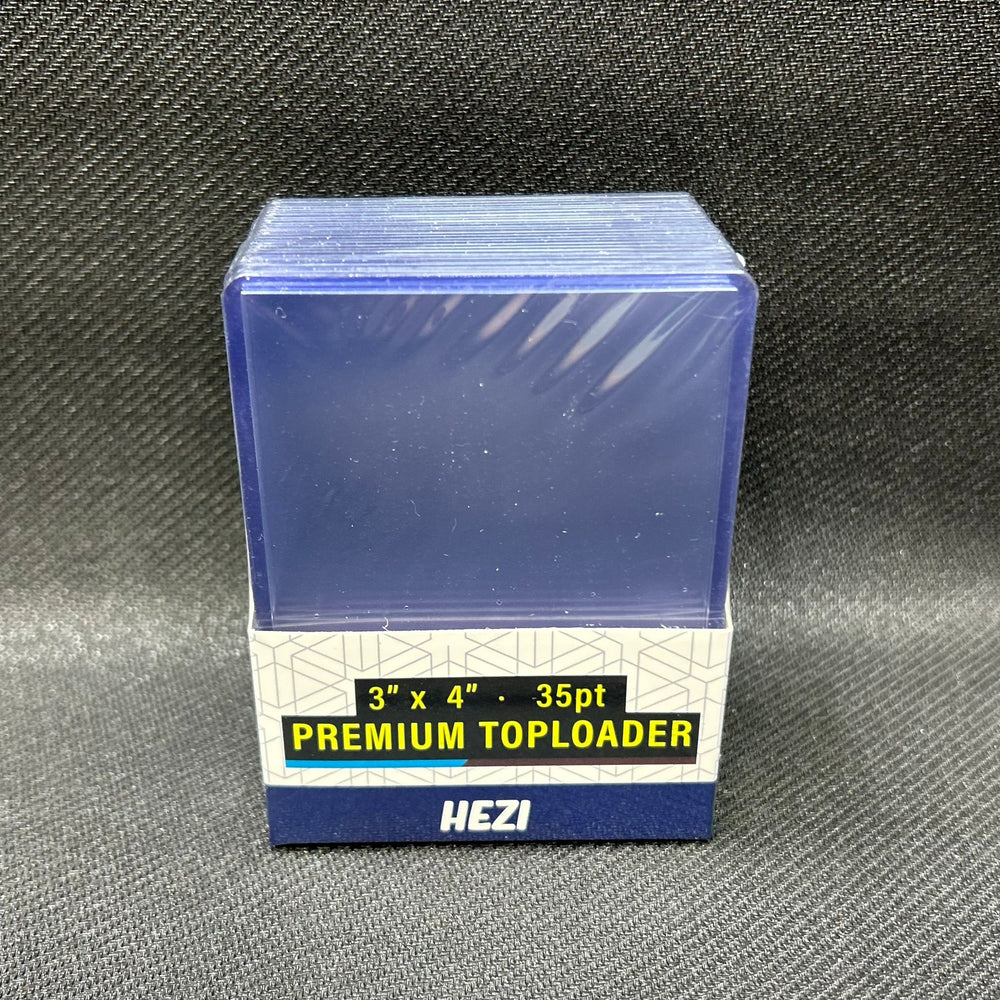 3" x 4" · 35pt
PREMIUM TOPLOADER
HEZI